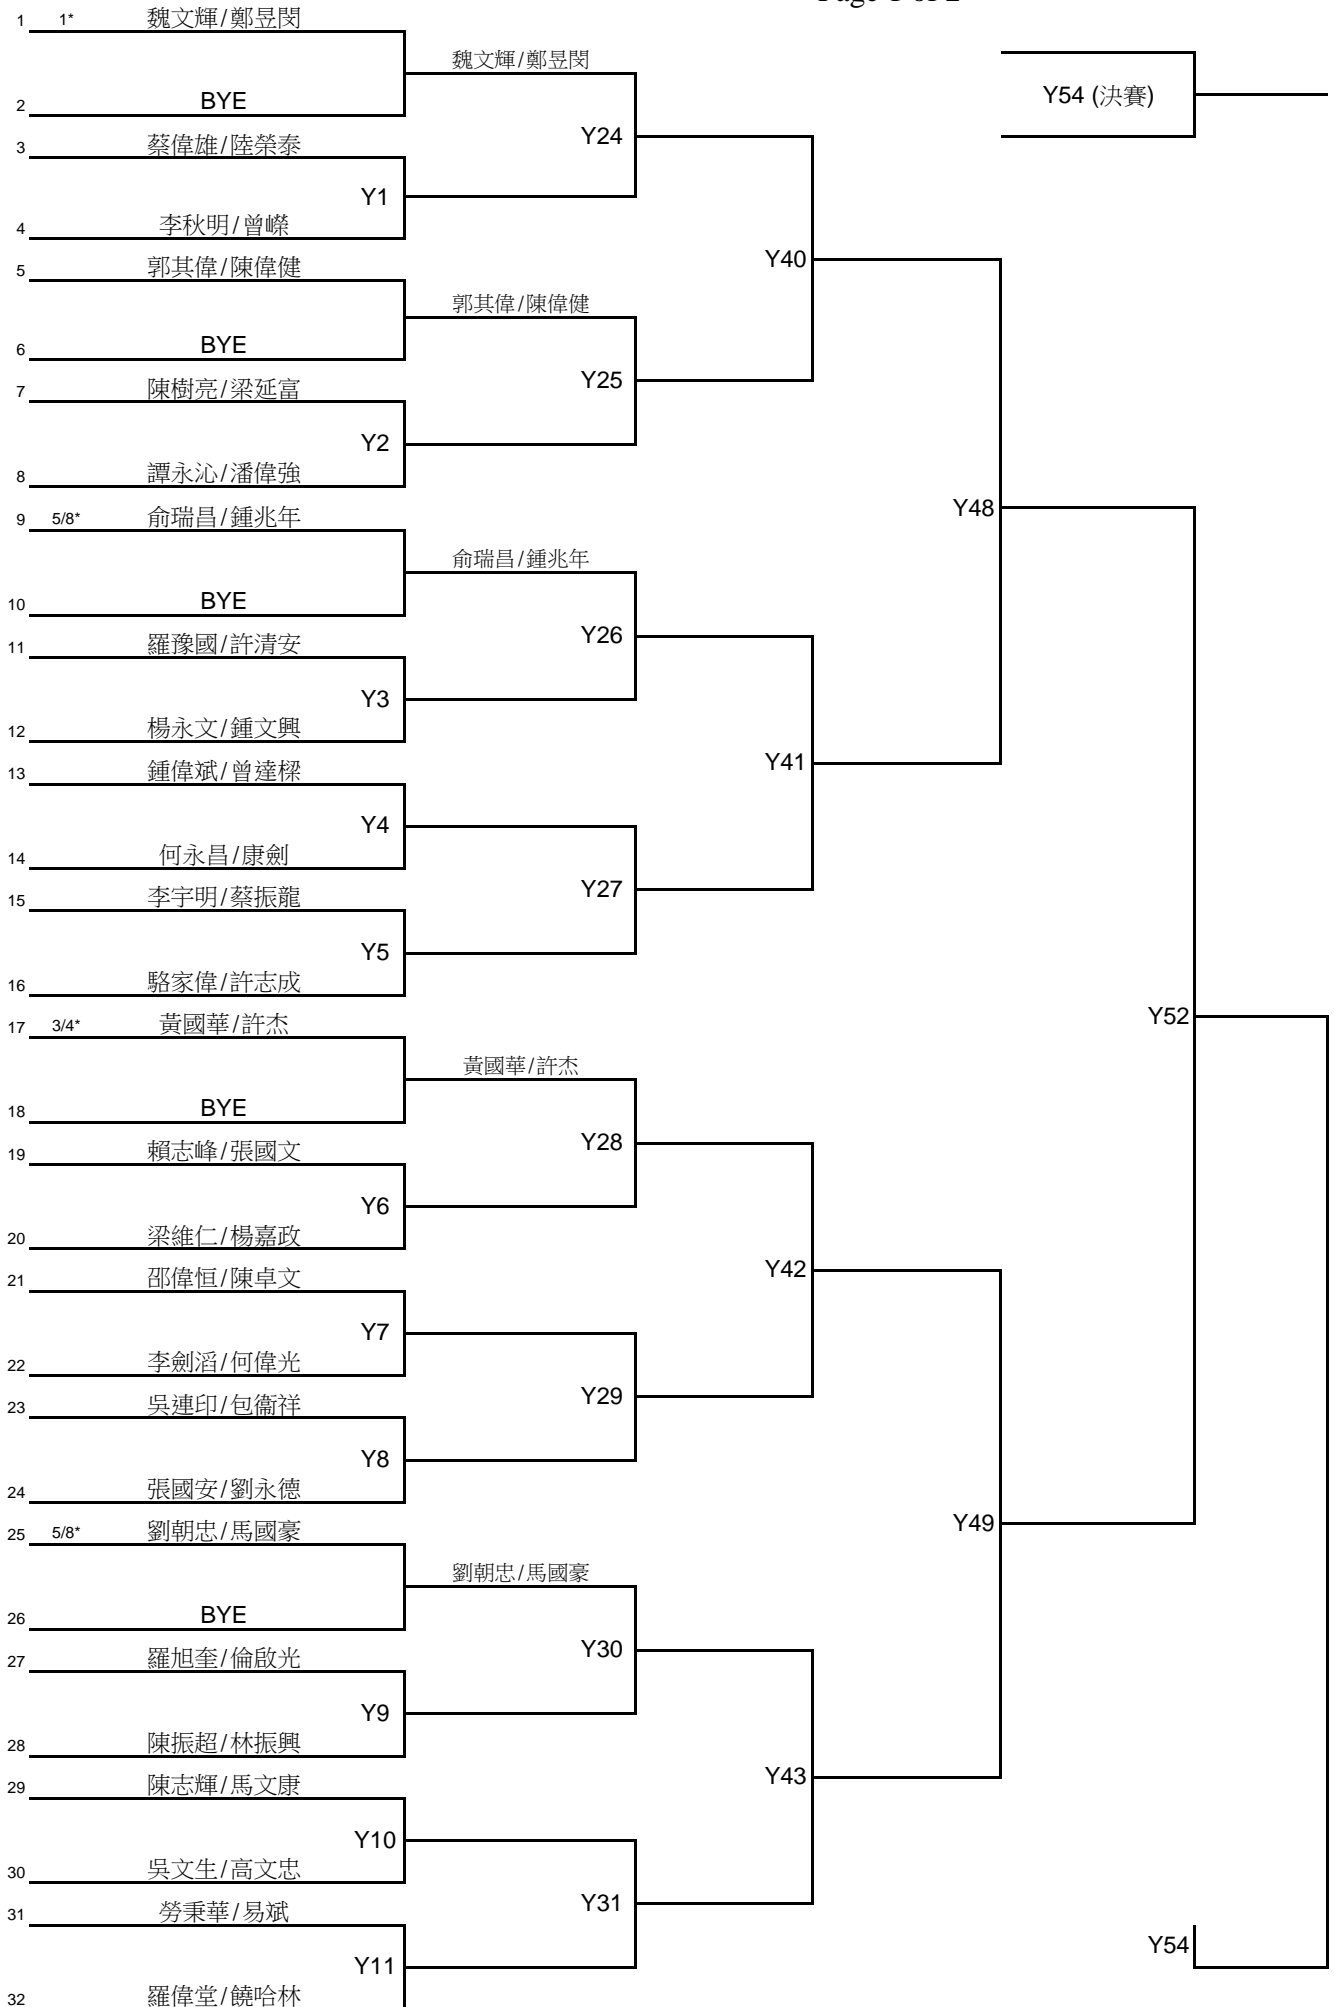 Page 1 of 2
1 1* 魏文輝/鄭昱閔
魏文輝/鄭昱閔
2 BYE
Y54 (決賽)
3 蔡偉雄/陸榮泰
Y24
Y1
4 李秋明/曾嶸
5 郭其偉/陳偉健
Y40
郭其偉/陳偉健
6 BYE
Y25
7 陳樹亮/梁延富
Y2
8 譚永沁/潘偉強
Y48
9 5/8* 俞瑞昌/鍾兆年
俞瑞昌/鍾兆年
10 BYE
Y26
11 羅豫國/許清安
Y3
12 楊永文/鍾文興
Y41
13 鍾偉斌/曾達樑
Y4
14 何永昌/康劍
Y27
15 李宇明/蔡振龍
Y5
16 駱家偉/許志成
Y52
17 3/4* 黃國華/許杰
黃國華/許杰
18 BYE
Y28
19 賴志峰/張國文
Y6
20 梁維仁/楊嘉政
Y42
21 邵偉恒/陳卓文
Y7
22 李劍滔/何偉光
Y29
23 吳連印/包衞祥
Y8
24 張國安/劉永德
Y49
25 5/8* 劉朝忠/馬國豪
劉朝忠/馬國豪
26 BYE
Y30
27 羅旭奎/倫啟光
Y9
28 陳振超/林振興
Y43
29 陳志輝/馬文康
Y10
30 吳文生/高文忠
Y31
31 勞秉華/易斌
Y54
Y11
32 羅偉堂/饒哈林